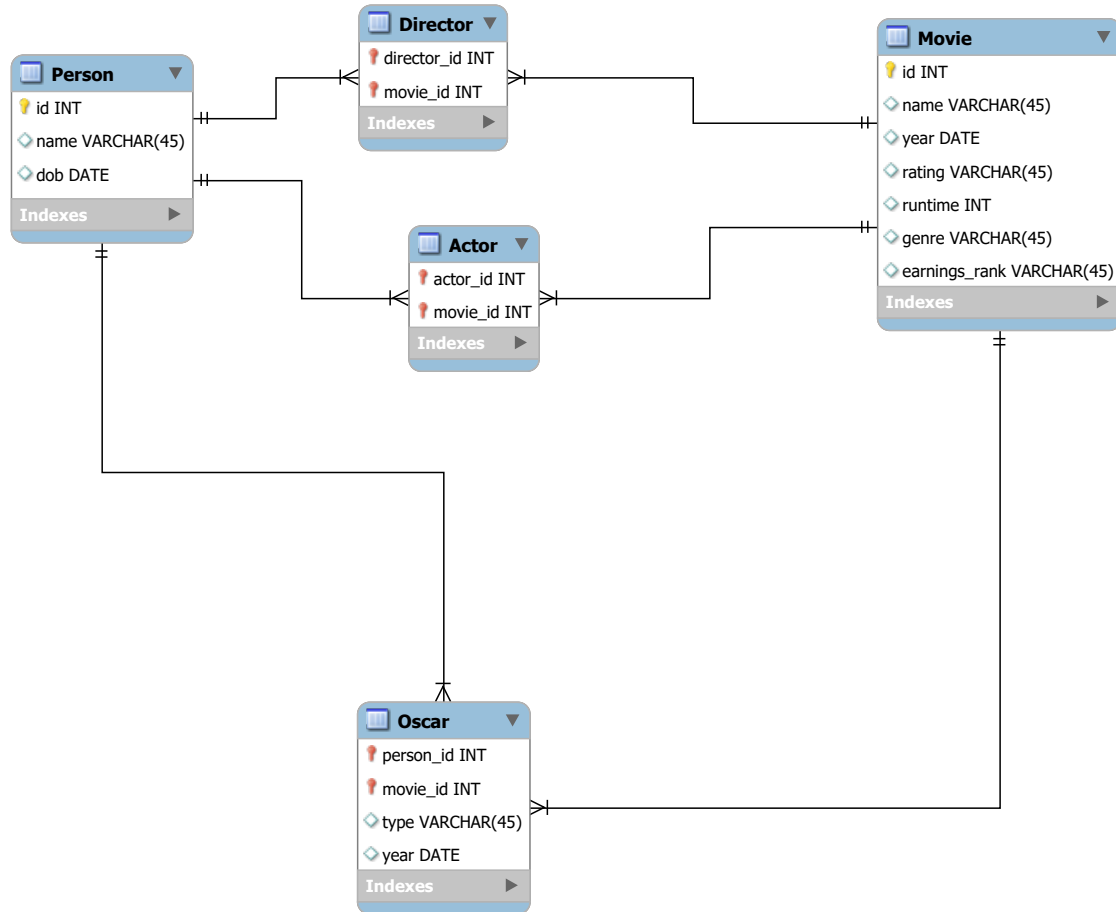 Person
id INT
name VARCHAR(45)
dob DATE
Indexes
Director
director_id INT
movie_id INT
Indexes
Actor
actor_id INT
movie_id INT
Indexes
Movie
id INT
name VARCHAR(45)
year DATE
rating VARCHAR(45)
runtime INT
genre VARCHAR(45)
earnings_rank VARCHAR(45)
Indexes
Oscar
person_id INT
movie_id INT
type VARCHAR(45)
year DATE
Indexes